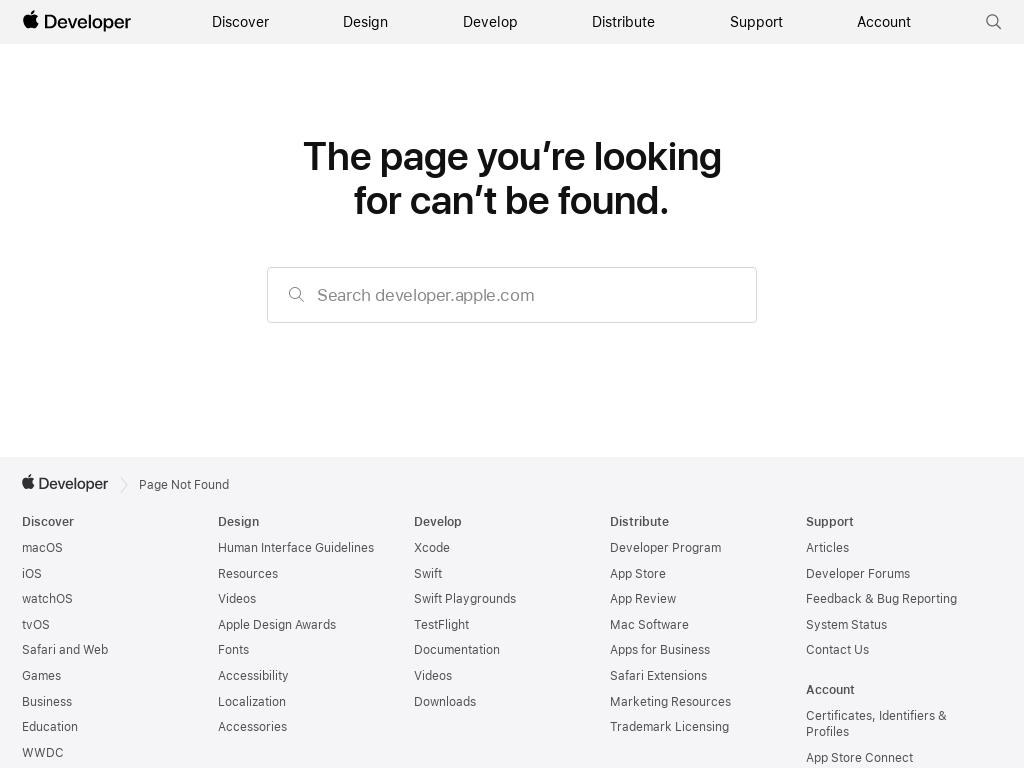 Developer
Discover
Design
Develop
Distribute
Support
Account
The page you’re looking
for can’t be found.
Search developer.apple.com
Developer
Page Not Found
Discover
macOS
iOS
watchOS
tvOS
Safari and Web
Games
Business
Education
WWDC
Design
Human Interface Guidelines
Resources
Videos
Apple Design Awards
Fonts
Accessibility
Localization
Accessories
Develop
Xcode
Swift
Swift Playgrounds
TestFlight
Documentation
Videos
Downloads
Distribute
Developer Program
App Store
App Review
Mac Software
Apps for Business
Safari Extensions
Marketing Resources
Trademark Licensing
Support
Articles
Developer Forums
Feedback & Bug Reporting
System Status
Contact Us
Account
Certificates, Identifiers &
Profiles
App Store Connect